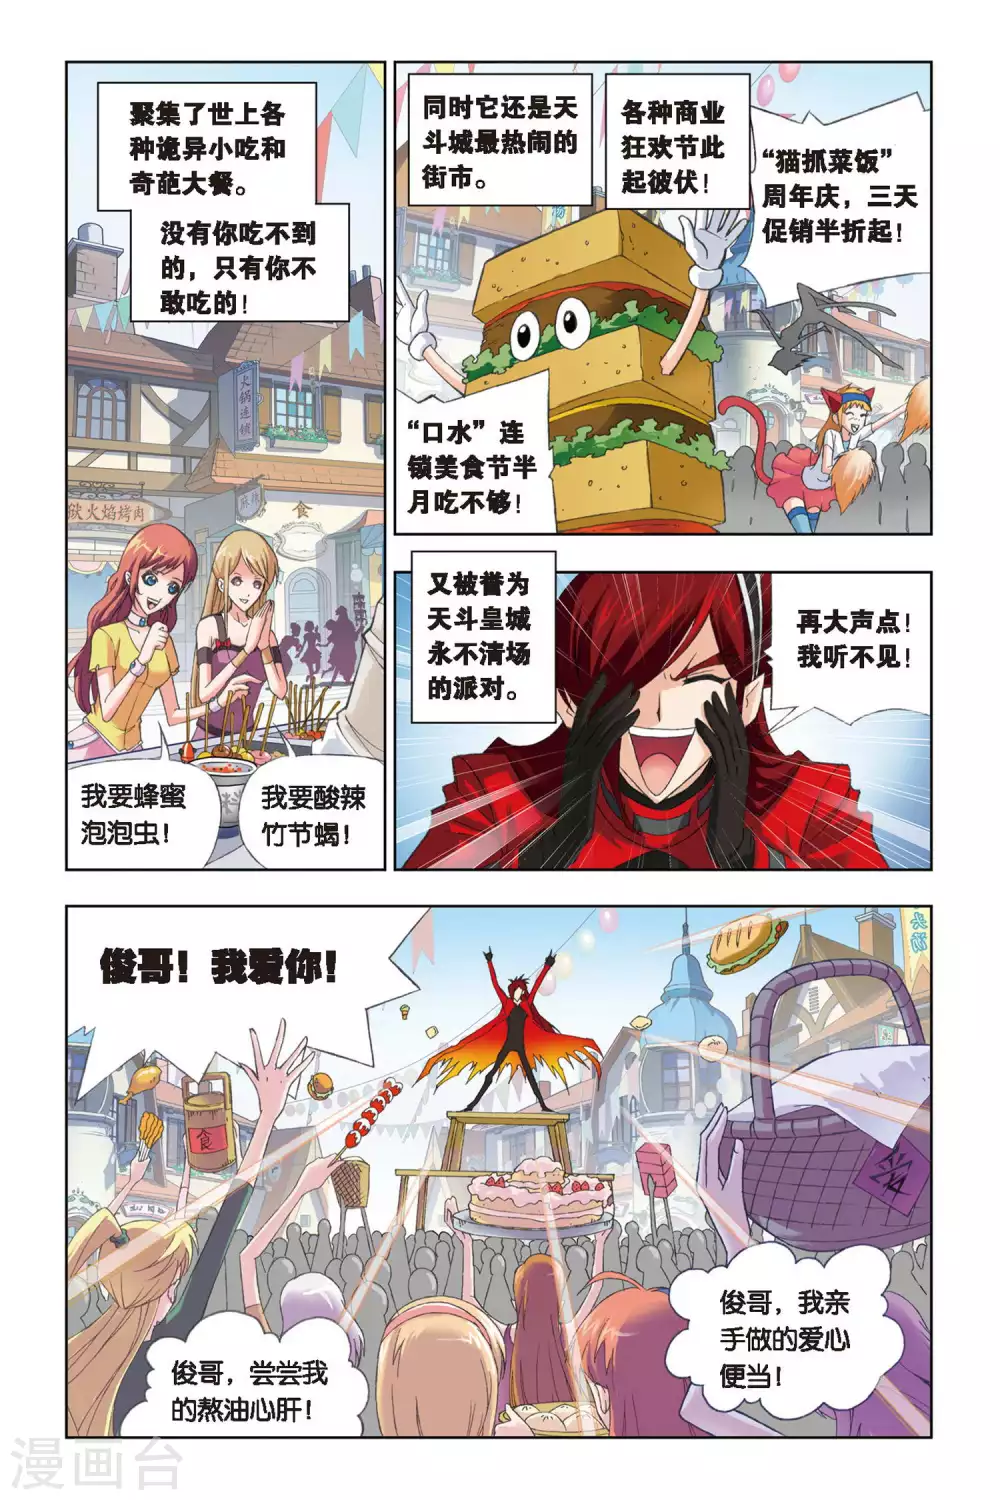 聚集了世上各
种诡异小吃和
奇葩大餐。
没有你吃不到
的，只有你不
敢吃的！
火锅连锁
焰火焰烤肉
麻辣
食
我要蜂蜜
泡泡虫！
我要酸辣
竹节蝎！
料
同时它还是天
斗城最热闹的
街市。
各种商业
狂欢节此
起彼伏！
“猫抓菜饭”
周年庆，三天
促销半折起！
“口水”连
锁美食节半
月吃不够！
又被誉为
天斗皇城
永不清场
的派对。
再大声点！
我听不见！
俊哥！我爱你！
食
俊哥，尝尝我
的熬油心肝！
俊哥，我亲
手做的爱心
便当！
漫画台